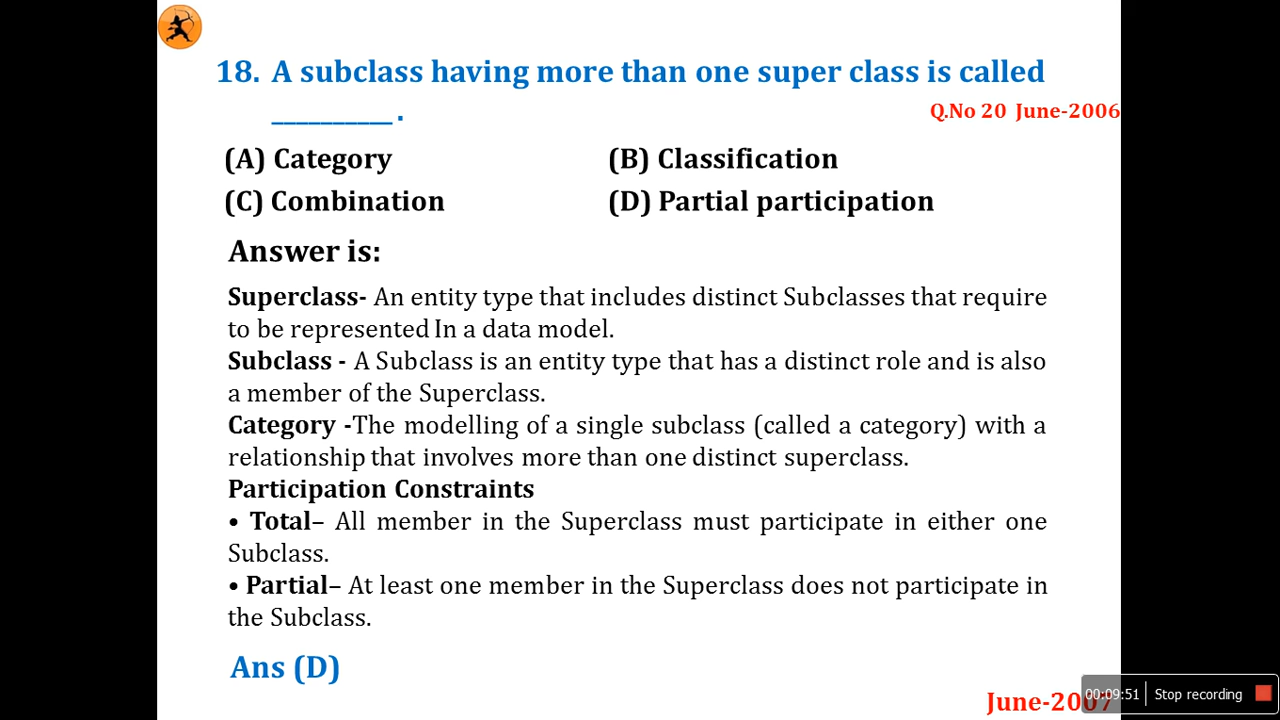 18. A subclass having more than one super class is called
__________.
Q.No 20 June-2006
(A) Category (B) Classification
(C) Combination (D) Partial participation
Answer is:
Superclass- An entity type that includes distinct Subclasses that require
to be represented In a data model.
Subclass - A Subclass is an entity type that has a distinct role and is also
a member of the Superclass.
Category -The modelling of a single subclass (called a category) with a
relationship that involves more than one distinct superclass.
Participation Constraints
• Total– All member in the Superclass must participate in either one
Subclass.
• Partial– At least one member in the Superclass does not participate in
the Subclass.
Ans (D)
June-2007
00:09:51 Stop recording